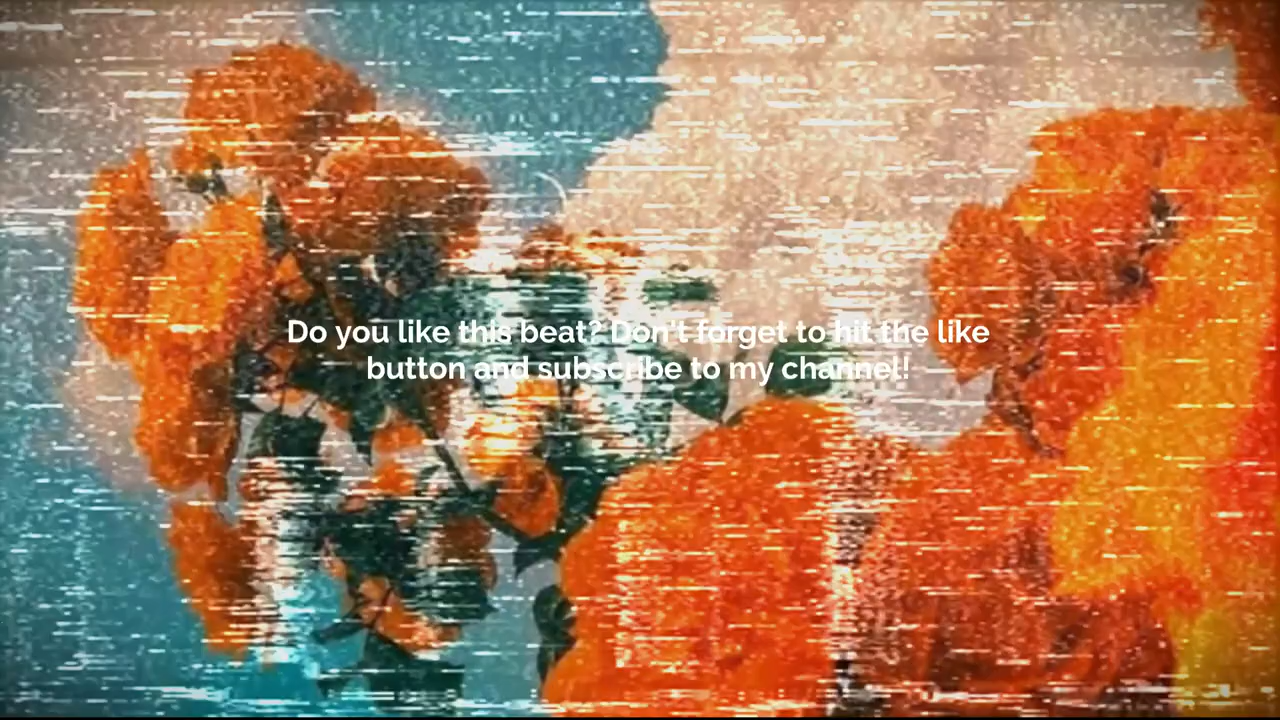 Do you like this beat? Don't forget to hit the like
button and subscribe to my channel!